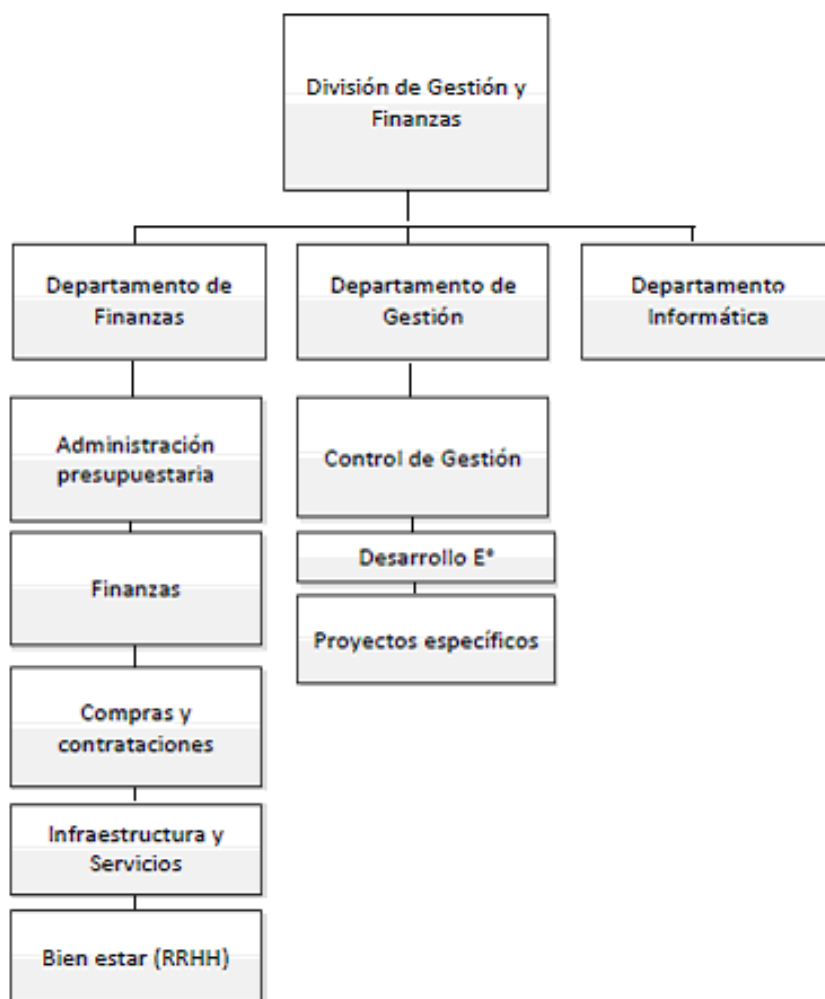 División de Gestión y
Finanzas
Departamento de
Finanzas
Departamento de
Gestión
Departamento
Informática
Administración
presupuestaria
Control de Gestión
Finanzas
Desarrollo E°
Proyectos específicos
Compras y
contrataciones
Infraestructura y
Servicios
Bien estar (RRHH)